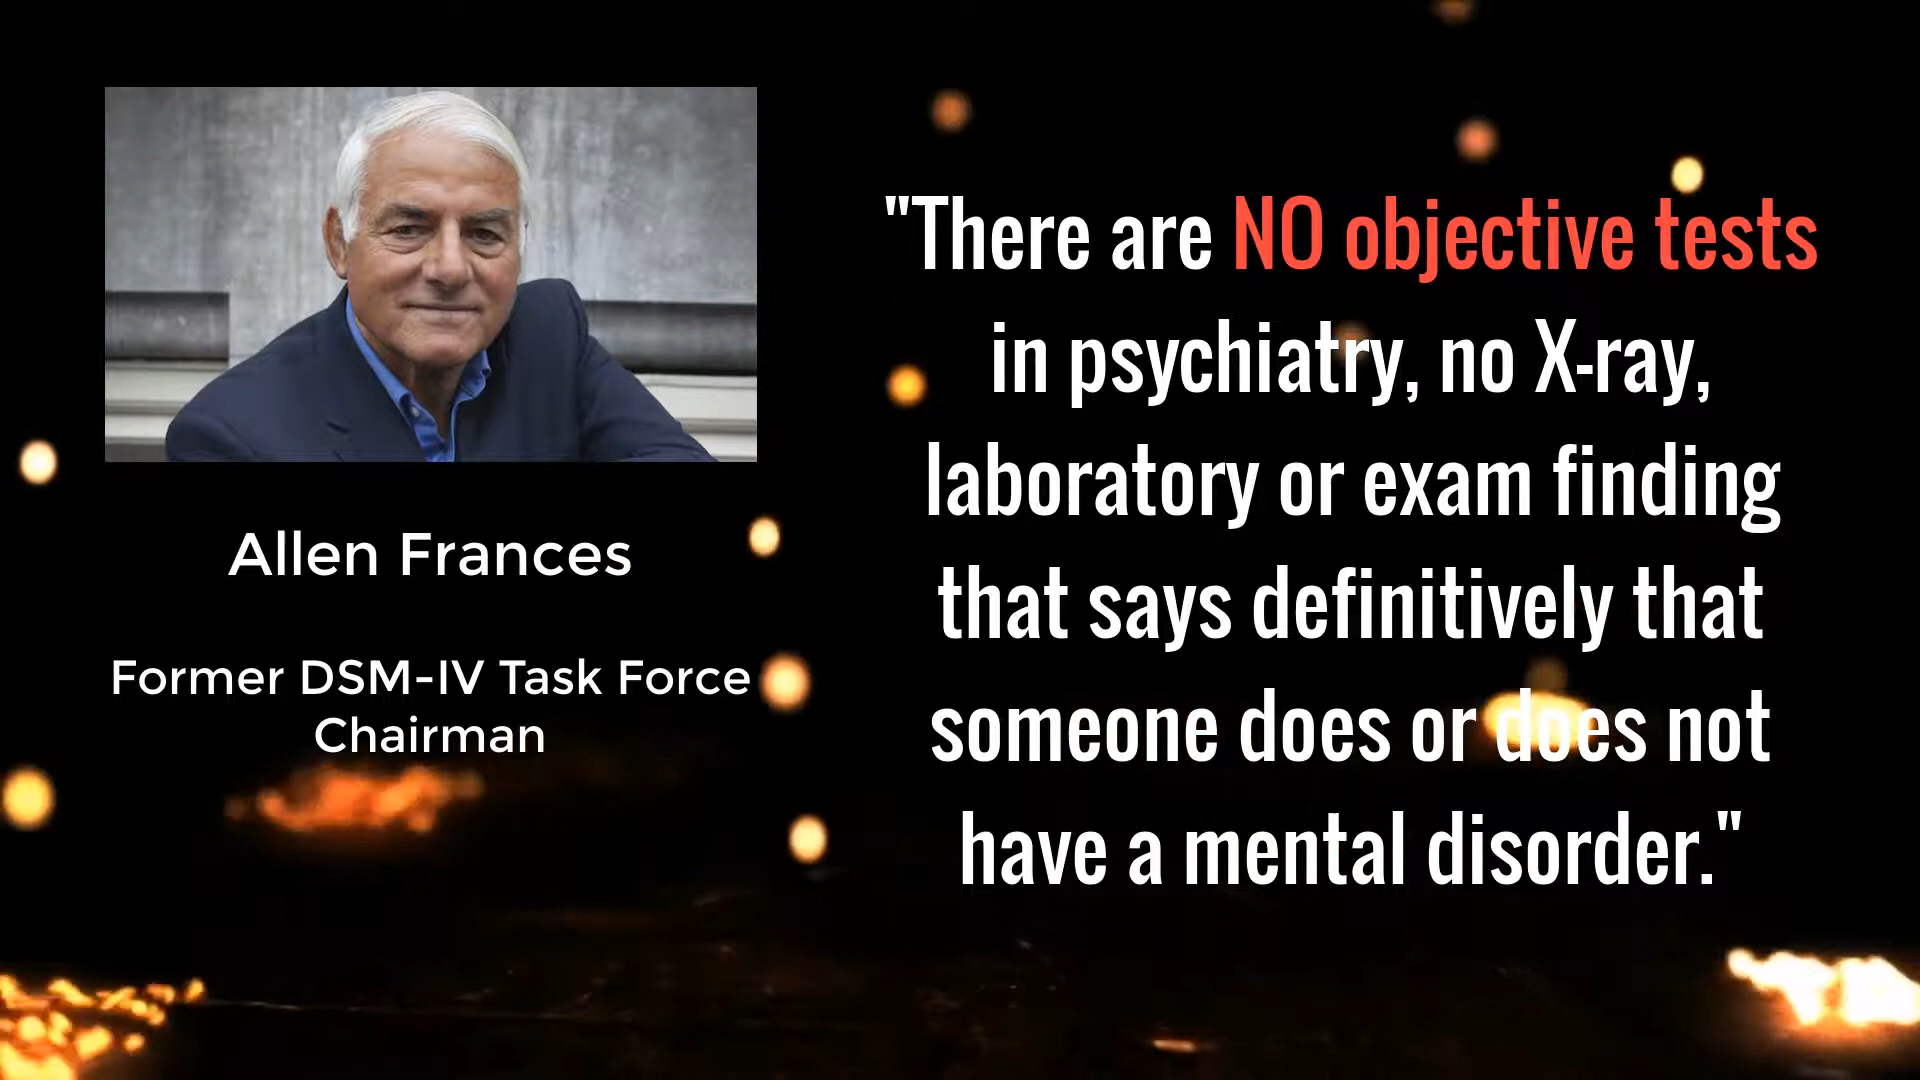 Allen Frances
Former DSM-IV Task Force
Chairman
"There are NO objective tests
in psychiatry, no X-ray,
laboratory or exam finding
that says definitively that
someone does or does not
have a mental disorder."